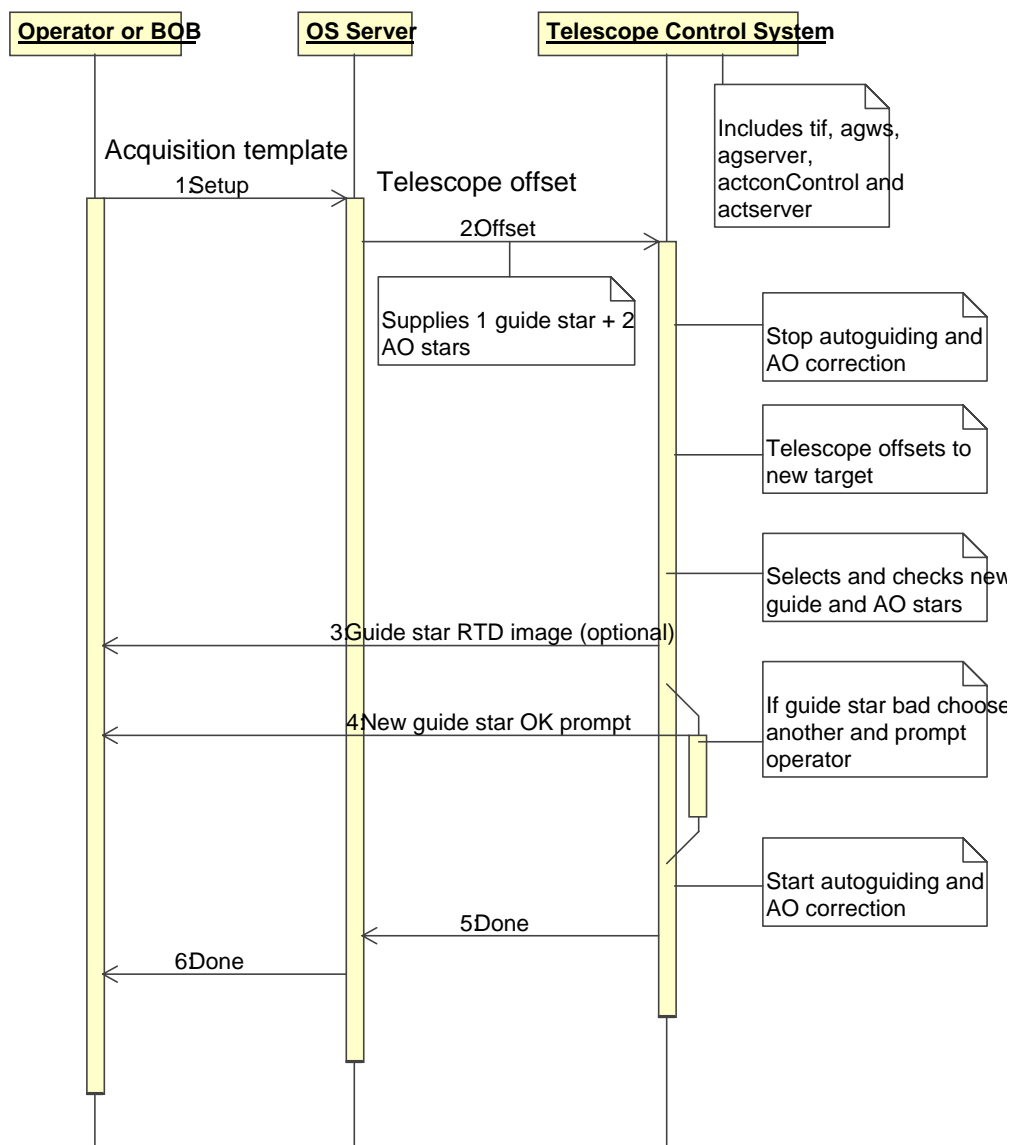 Operator or BOB
OS Server
Telescope Control System
Includes tif, agws,
agserver,
actconControl and
actserver
Acquisition template
1:Setup
Telescope offset
2:Offset
Supplies 1 guide star + 2
AO stars
Stop autoguiding and
AO correction
Telescope offsets to
new target
Selects and checks new
guide and AO stars
3:Guide star RTD image (optional)
If guide star bad choose
another and prompt
operator
4:New guide star OK prompt
Start autoguiding and
AO correction
5:Done
6:Done